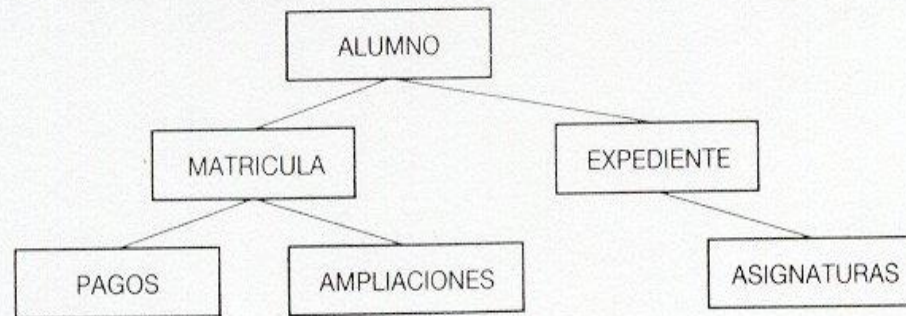 ALUMNO
MATRICULA
EXPEDIENTE
PAGOS
AMPLIACIONES
ASIGNATURAS